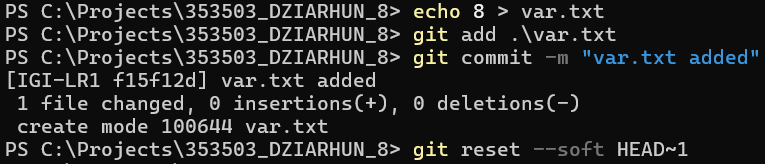 PS C:\Projects\353503_DZIARHUN_8> echo 8 > var.txt
PS C:\Projects\353503_DZIARHUN_8> git add .\var.txt
PS C:\Projects\353503_DZIARHUN_8> git commit -m "var.txt added"
[IGI-LR1 f15f12d] var.txt added
 1 file changed, 0 insertions(+), 0 deletions(-)
 create mode 100644 var.txt
PS C:\Projects\353503_DZIARHUN_8> git reset --soft HEAD~1